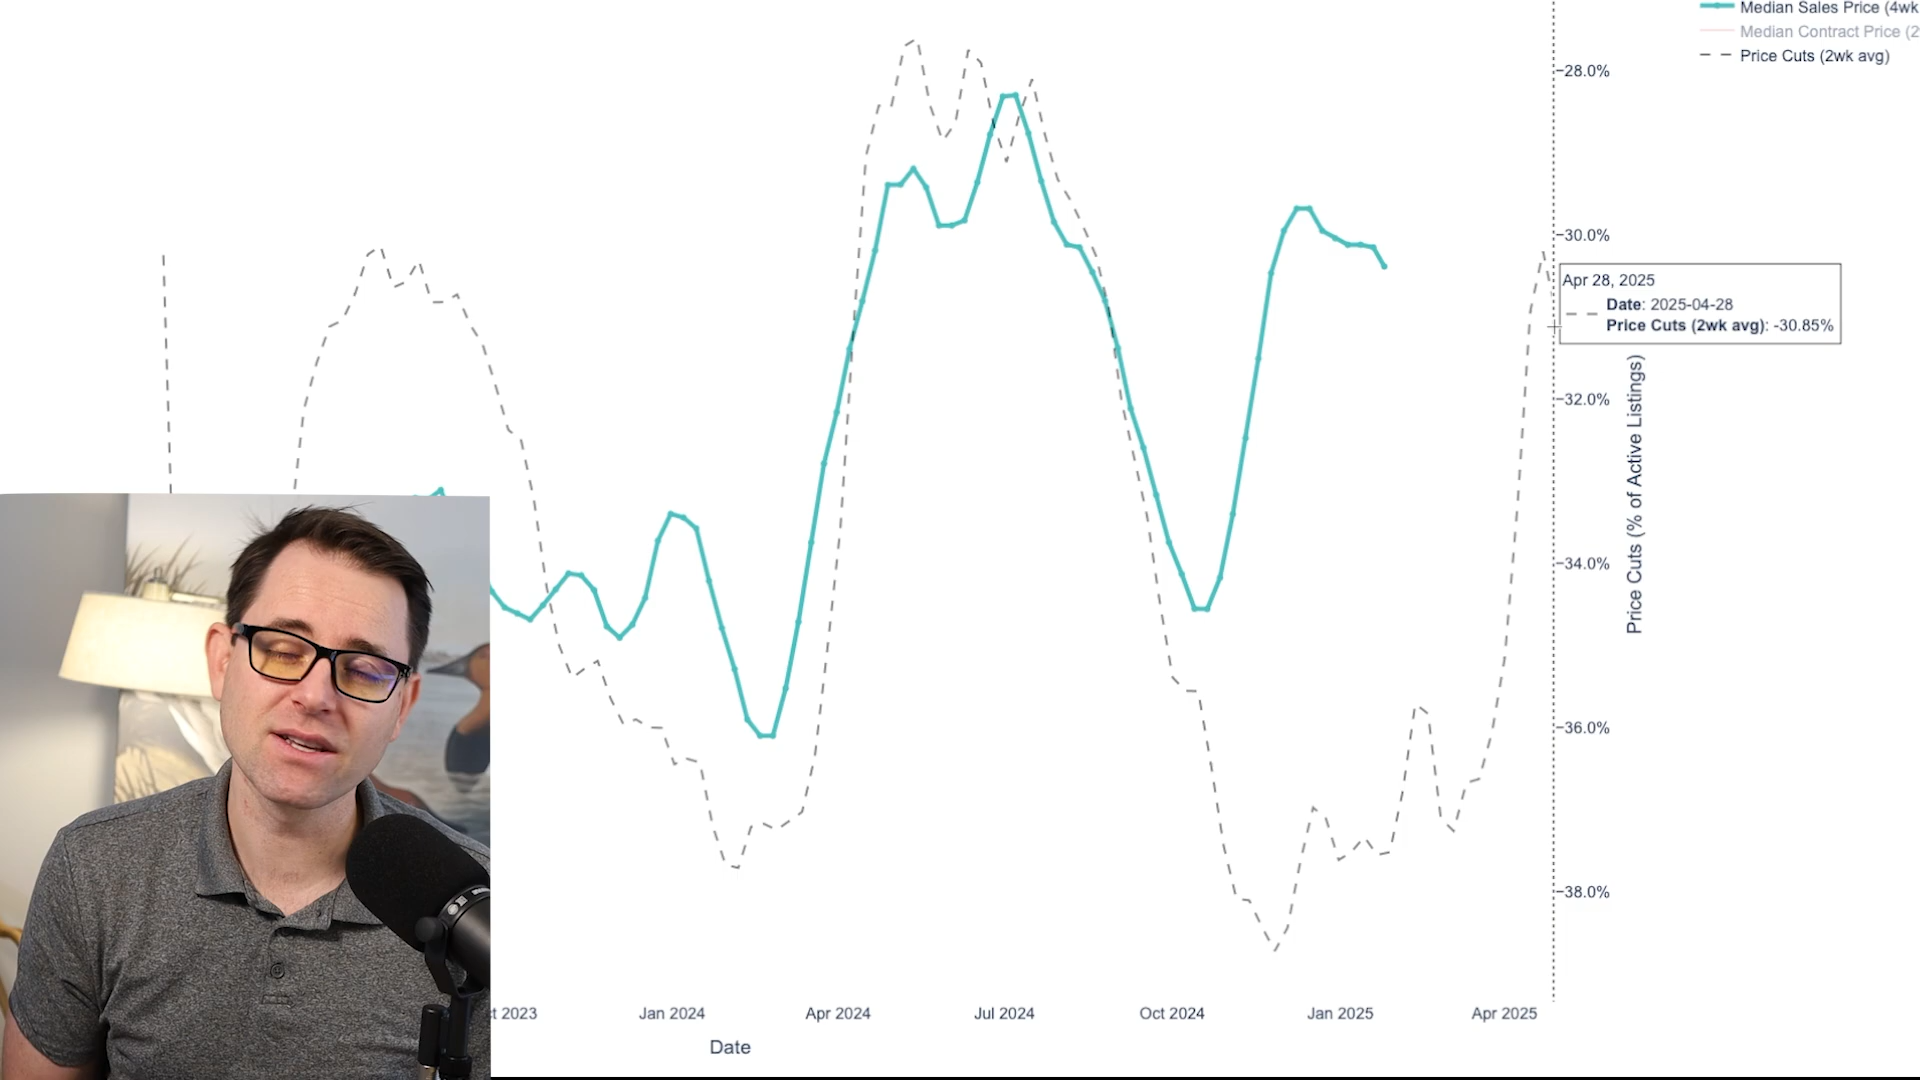 Median Sales Price (4wk
Median Contract Price (2
Price Cuts (2wk avg)
−28.0%
−30.0%
Apr 28, 2025
Date: 2025-04-28
Price Cuts (2wk avg): -30.85%
−32.0%
−34.0%
−36.0%
−38.0%
Price Cuts (% of Active Listings)
t 2023
Jan 2024
Apr 2024
Jul 2024
Oct 2024
Jan 2025
Apr 2025
Date